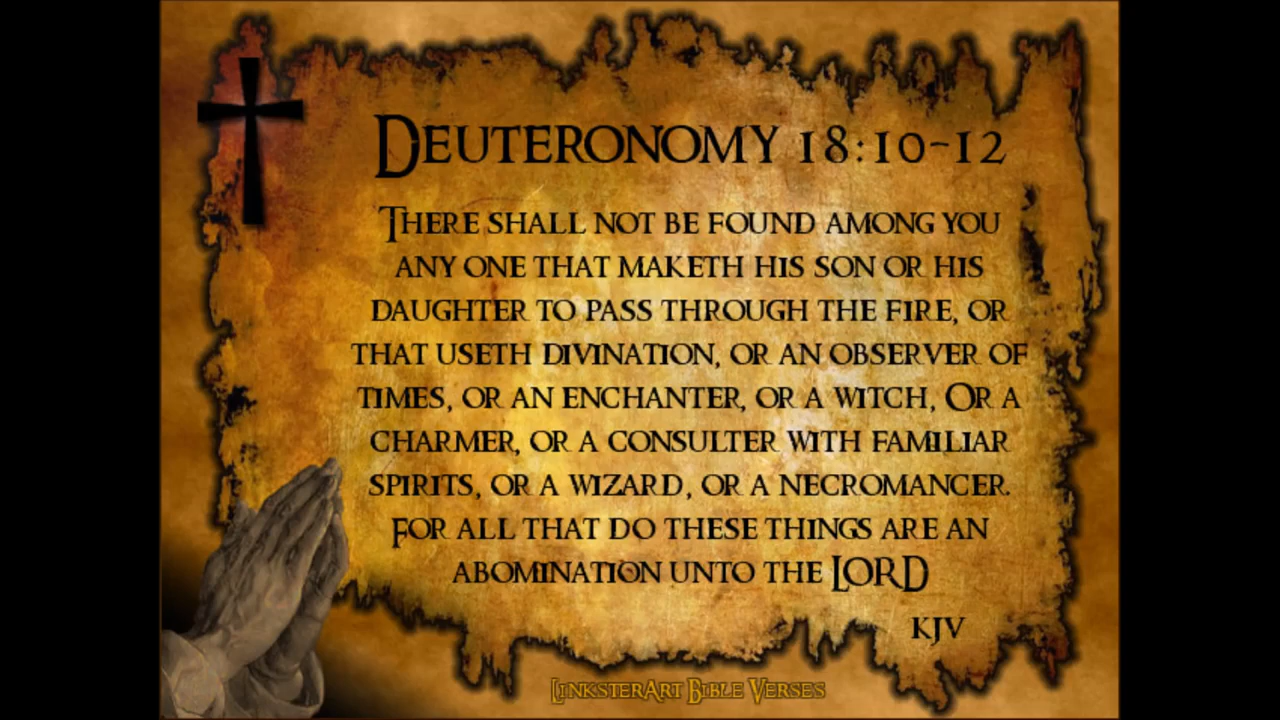 Deuteronomy 18:10-12
There shall not be found among you
any one that maketh his son or his
daughter to pass through the fire, or
that useth divination, or an observer of
times, or an enchanter, or a witch, Or a
charmer, or a consulter with familiar
spirits, or a wizard, or a necromancer.
For all that do these things are an
abomination unto the LORD
KJV
LinksterArt Bible Verses